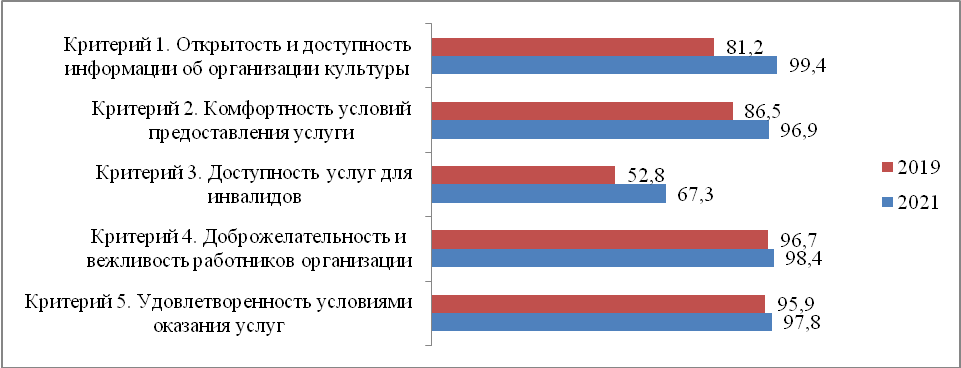 Критерий 1. Открытость и доступность
информации об организации культуры
81,2
99,4
Критерий 2. Комфортность условий
предоставления услуги
86,5
96,9
Критерий 3. Доступность услуг для
инвалидов
52,8
67,3
Критерий 4. Доброжелательность и
вежливость работников организации
96,7
98,4
Критерий 5. Удовлетворенность условиями
оказания услуг
95,9
97,8
2019
2021